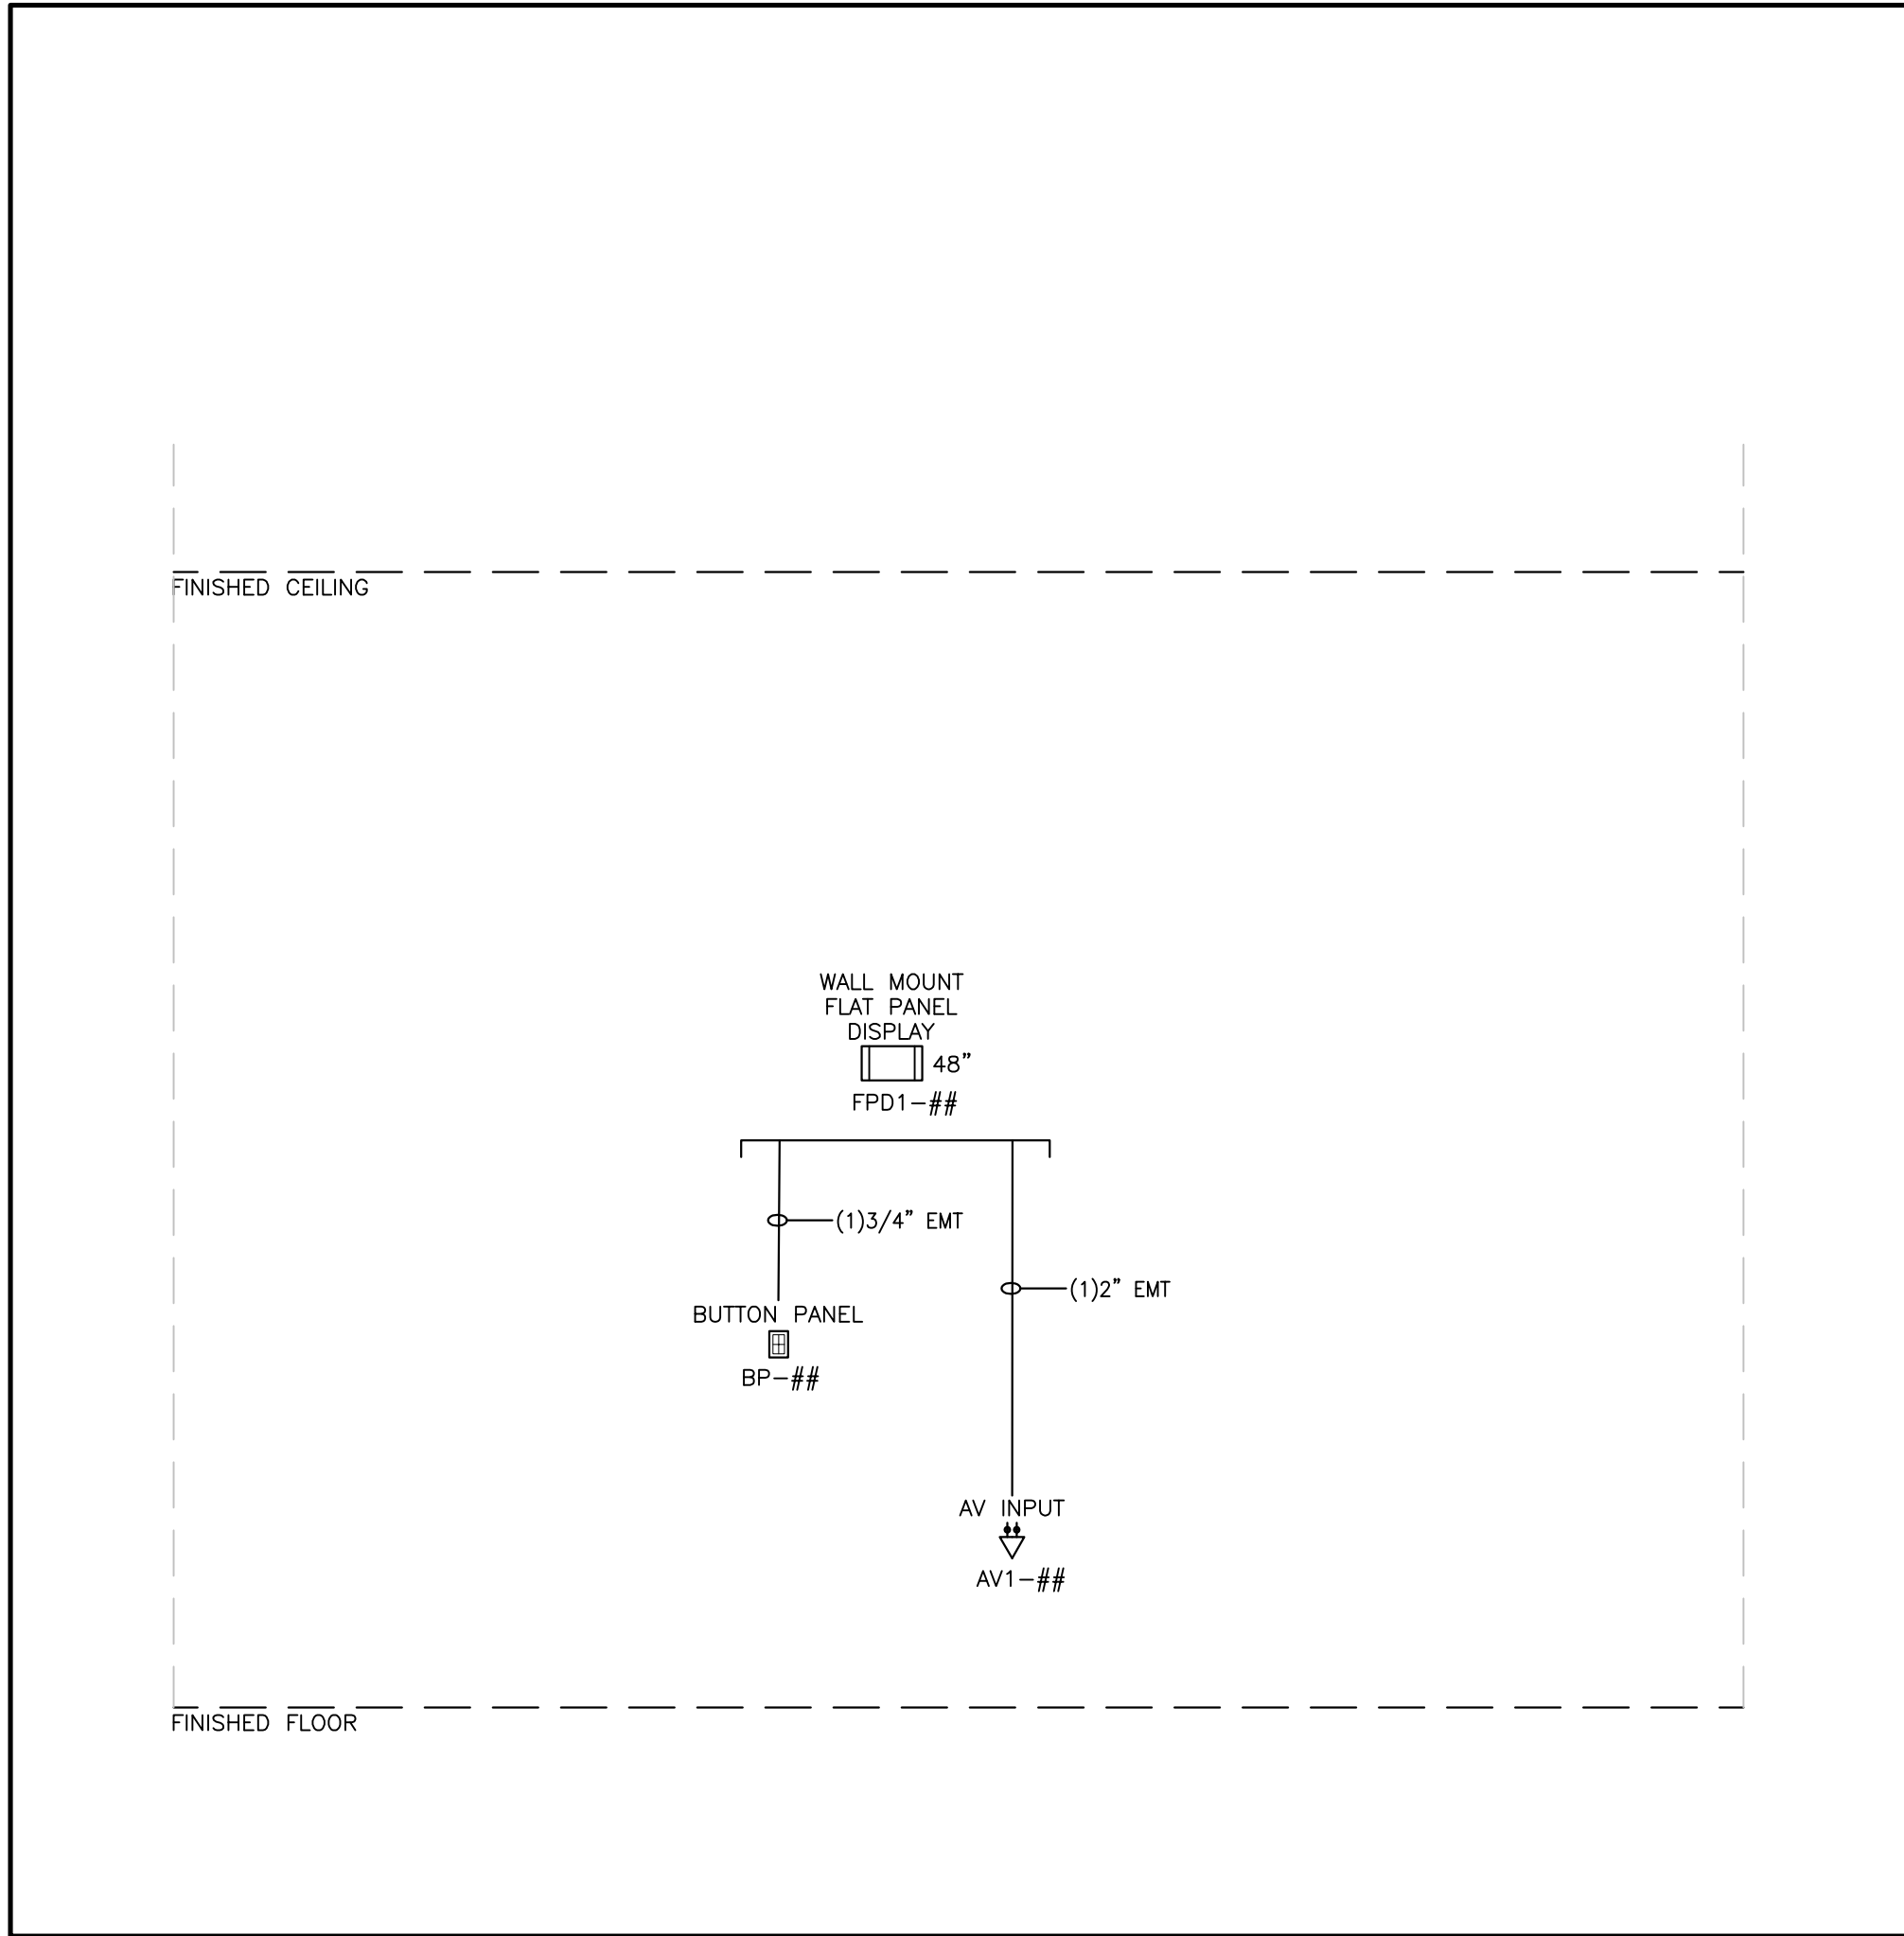 FINISHED CEILING
WALL MOUNT
FLAT PANEL
DISPLAY
48"
FPD1-##
(1)3/4" EMT
(1)2" EMT
BUTTON PANEL
BP-##
AV INPUT
AV1-##
FINISHED FLOOR